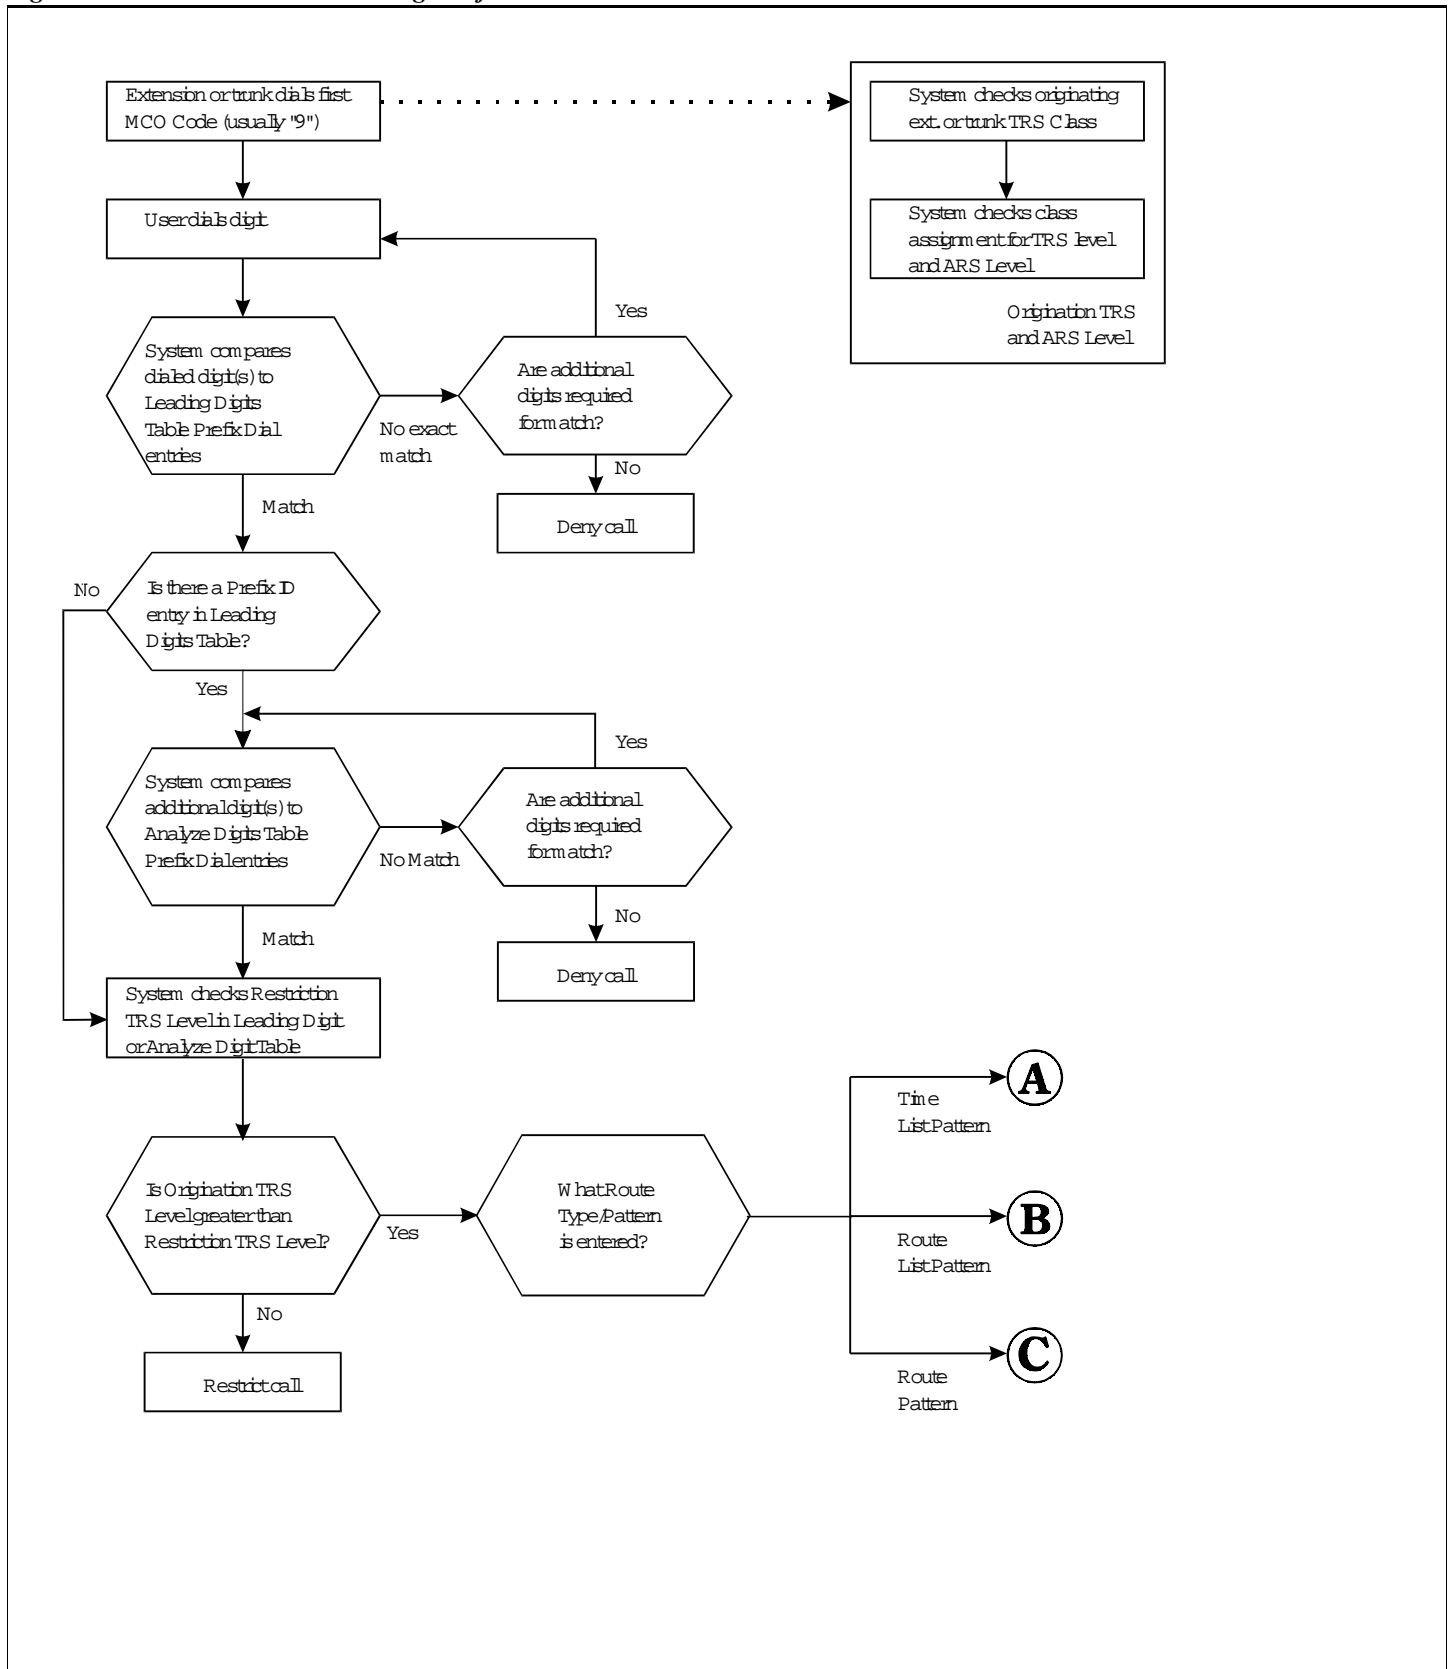 Extension or trunk dials first
MCO Code (usually "9")
System checks originating
ext. or trunk TRS Class
User dials digit
System checks class
assignment for TRS level
and ARS Level
Origination TRS
and ARS Level
Yes
System compares
dialed digit(s) to
Leading Digits
Table Prefix Dial
entries
Are additional
digits required
for match?
No exact
match
No
Match
Deny call
No
Is there a Prefix ID
entry in Leading
Digits Table?
Yes
Yes
System compares
additional digit(s) to
Analyze Digits Table
Prefix Dial entries
Are additional
digits required
for match?
No Match
No
Match
Deny call
System checks Restriction
TRS Level in Leading Digit
or Analyze Digit Table
A
Time
List Pattern
Is Origination TRS
Level greater than
Restriction TRS Level?
Yes
What Route
Type/Pattern
is entered?
B
Route
List Pattern
No
C
Route
Pattern
Restrict call